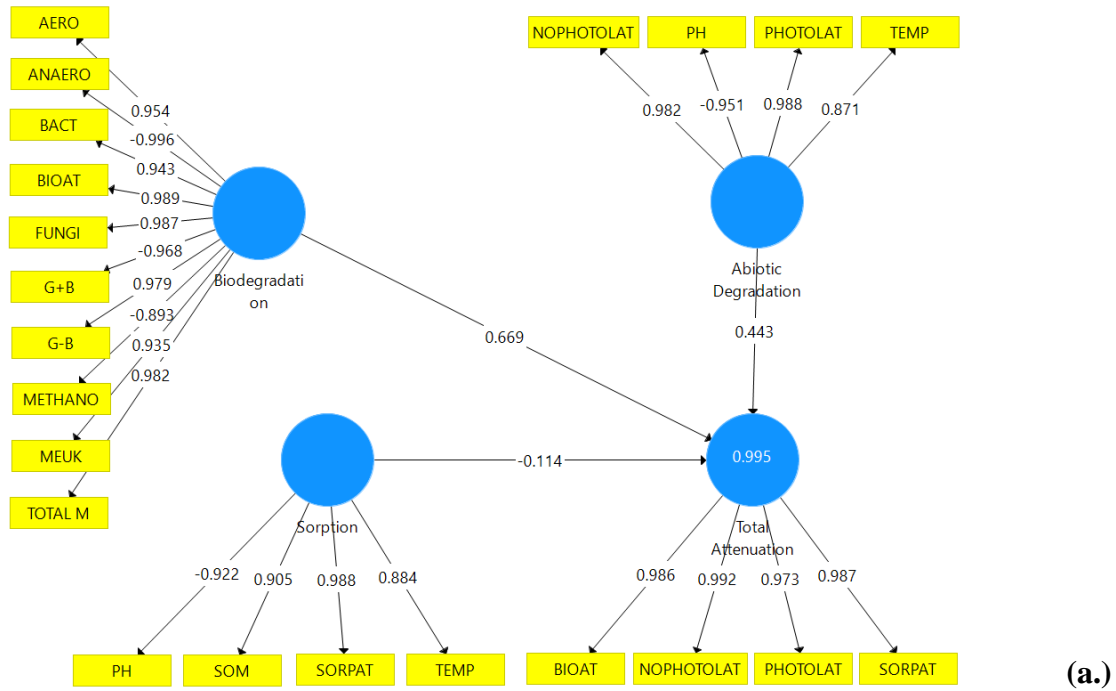 AERO
ANAERO
BACT
BIOAT
FUNGI
G+B
G-B
METHANO
MEUK
TOTAL M
0.954
-0.996
0.943
0.989
0.987
-0.968
0.979
-0.893
0.935
0.982
Biodegradati
on
NOPHOTOLAT
PH
PHOTOLAT
TEMP
0.982
-0.951
0.988
0.871
Abiotic
Degradation
0.669
0.443
-0.114
0.995
Sorption
Total
Attenuation
-0.922
0.905
0.988
0.884
0.986
0.992
0.973
0.987
PH
SOM
SORPAT
TEMP
BIOAT
NOPHOTOLAT
PHOTOLAT
SORPAT
(a.)